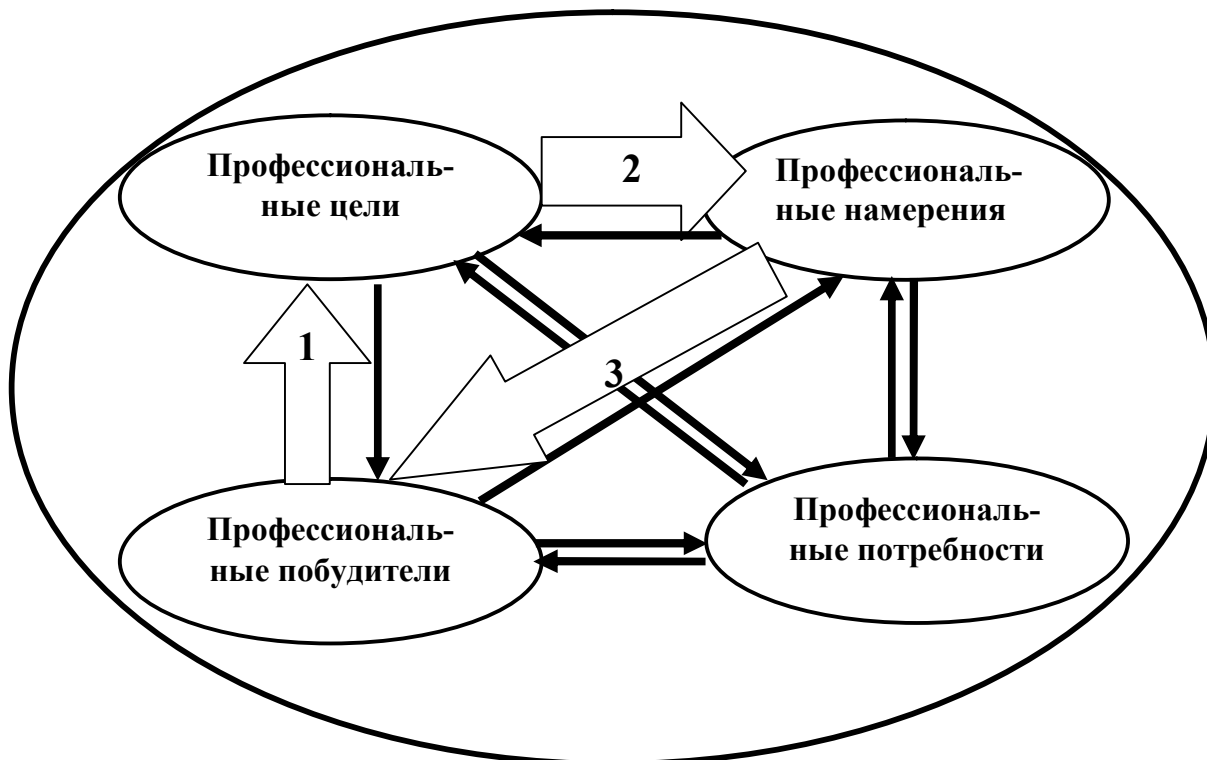 Профессиональ-
ные цели
2
Профессиональ-
ные намерения
1
3
Профессиональ-
ные побудители
Профессиональ-
ные потребности